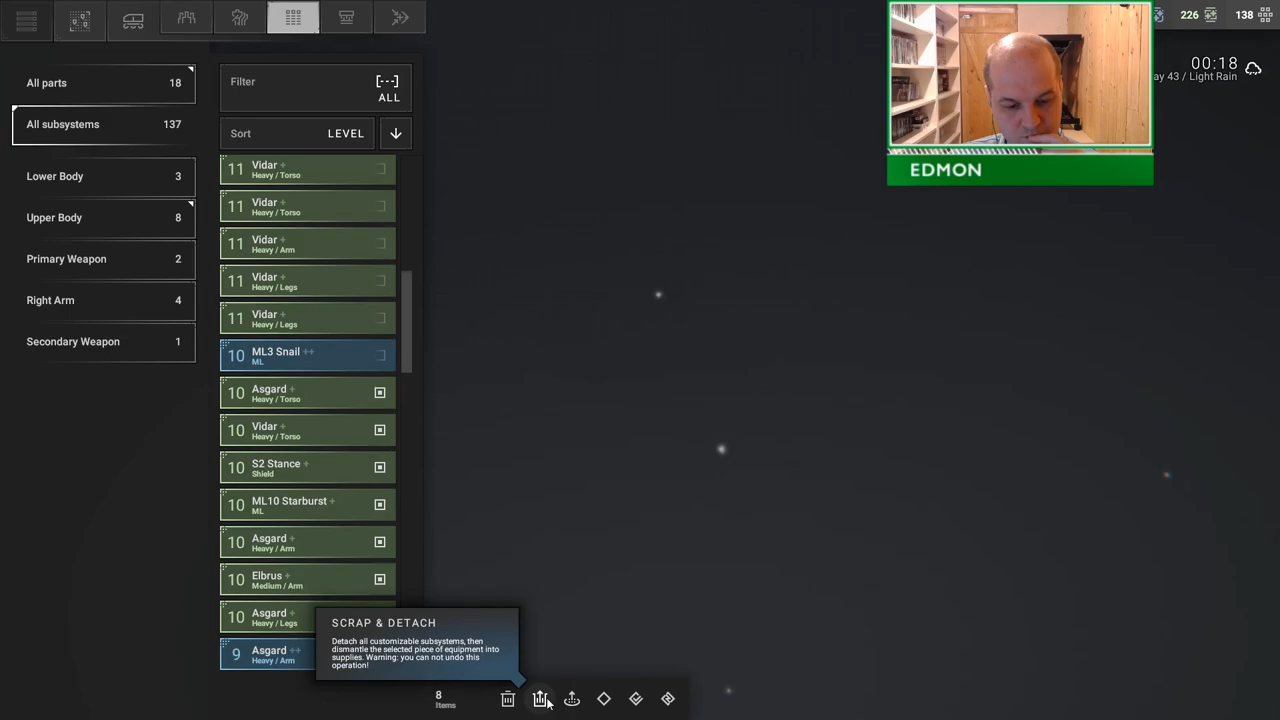 226
138
00:18
ay 43 / Light Rain
EDMON
All parts 18
All subsystems 137
Lower Body 3
Upper Body 8
Primary Weapon 2
Right Arm 4
Secondary Weapon 1
Filter
[---]
ALL
Sort LEVEL
11 Vidar +
Heavy / Torso
11 Vidar +
Heavy / Torso
11 Vidar +
Heavy / Arm
11 Vidar +
Heavy / Legs
11 Vidar +
Heavy / Legs
10 ML3 Snail ++
ML
10 Asgard +
Heavy / Torso
10 Vidar +
Heavy / Torso
10 S2 Stance +
Shield
10 ML10 Starburst +
ML
10 Asgard +
Heavy / Arm
10 Elbrus +
Medium / Arm
10 Asgard +
Heavy / Legs
9 Asgard ++
Heavy / Arm
SCRAP & DETACH
Detach all customizable subsystems, then
dismantle the selected piece of equipment into
supplies. Warning: you can not undo this
operation!
8
Items